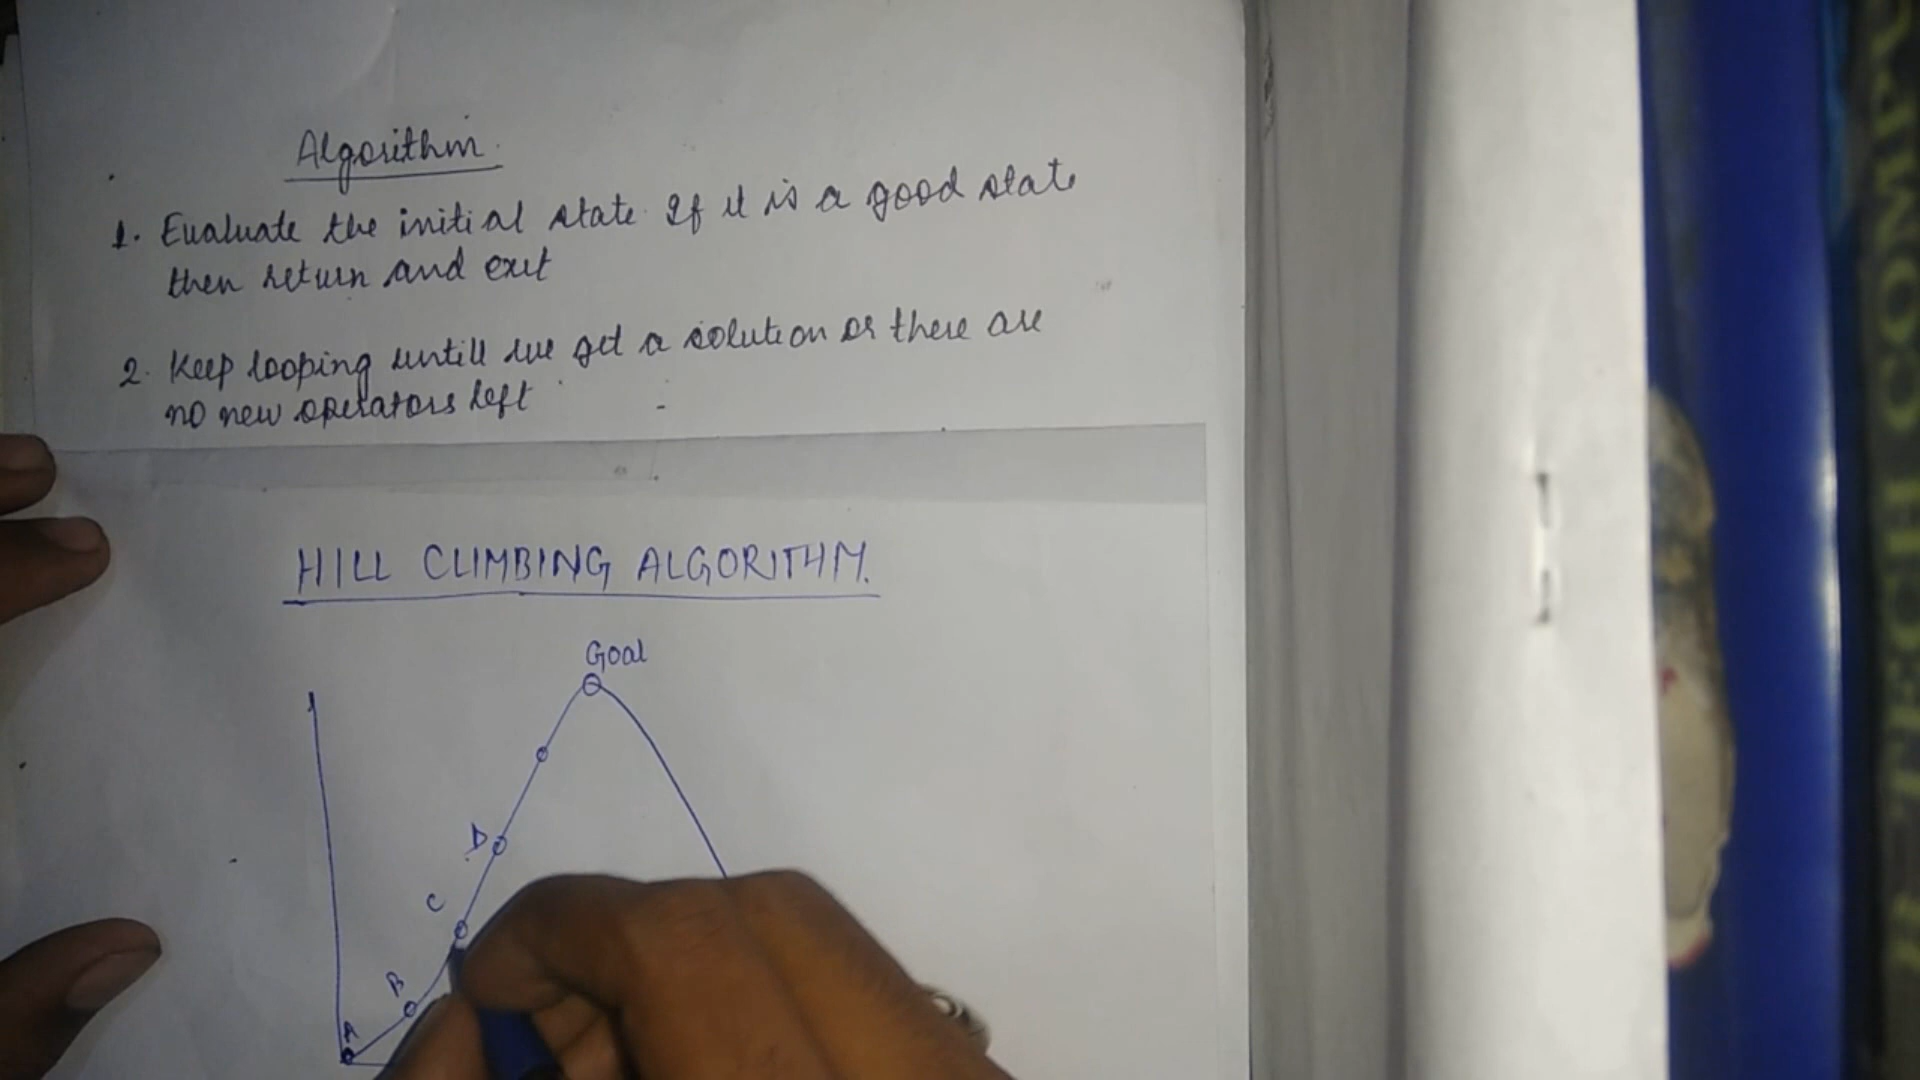 Algorithm
1. Evaluate the initial state If it is a good state
then return and exit
2. Keep looping untill we get a solution or there are
no new operators left
HILL CLIMBING ALGORITHM.
Goal
D
C
B
A